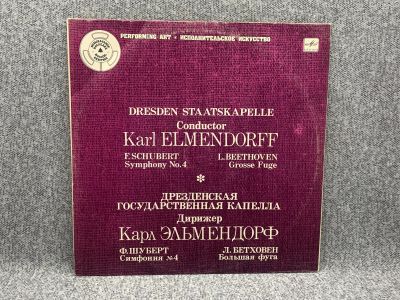 PERFORMING ART • ИСПОЛНИТЕЛЬСКОЕ ИСКУССТВО
DRESDEN STAATSKAPELLE
Conductor
Karl ELMENDORFF
F. SCHUBERT L. BEETHOVEN
Symphony No. 4 Grosse Fuge
ДРЕЗДЕНСКАЯ
ГОСУДАРСТВЕННАЯ КАПЕЛЛА
Дирижер
Карл ЭЛЬМЕНДОРФ
Ф. ШУБЕРТ Л. БЕТХОВЕН
Симфония №4 Большая фуга